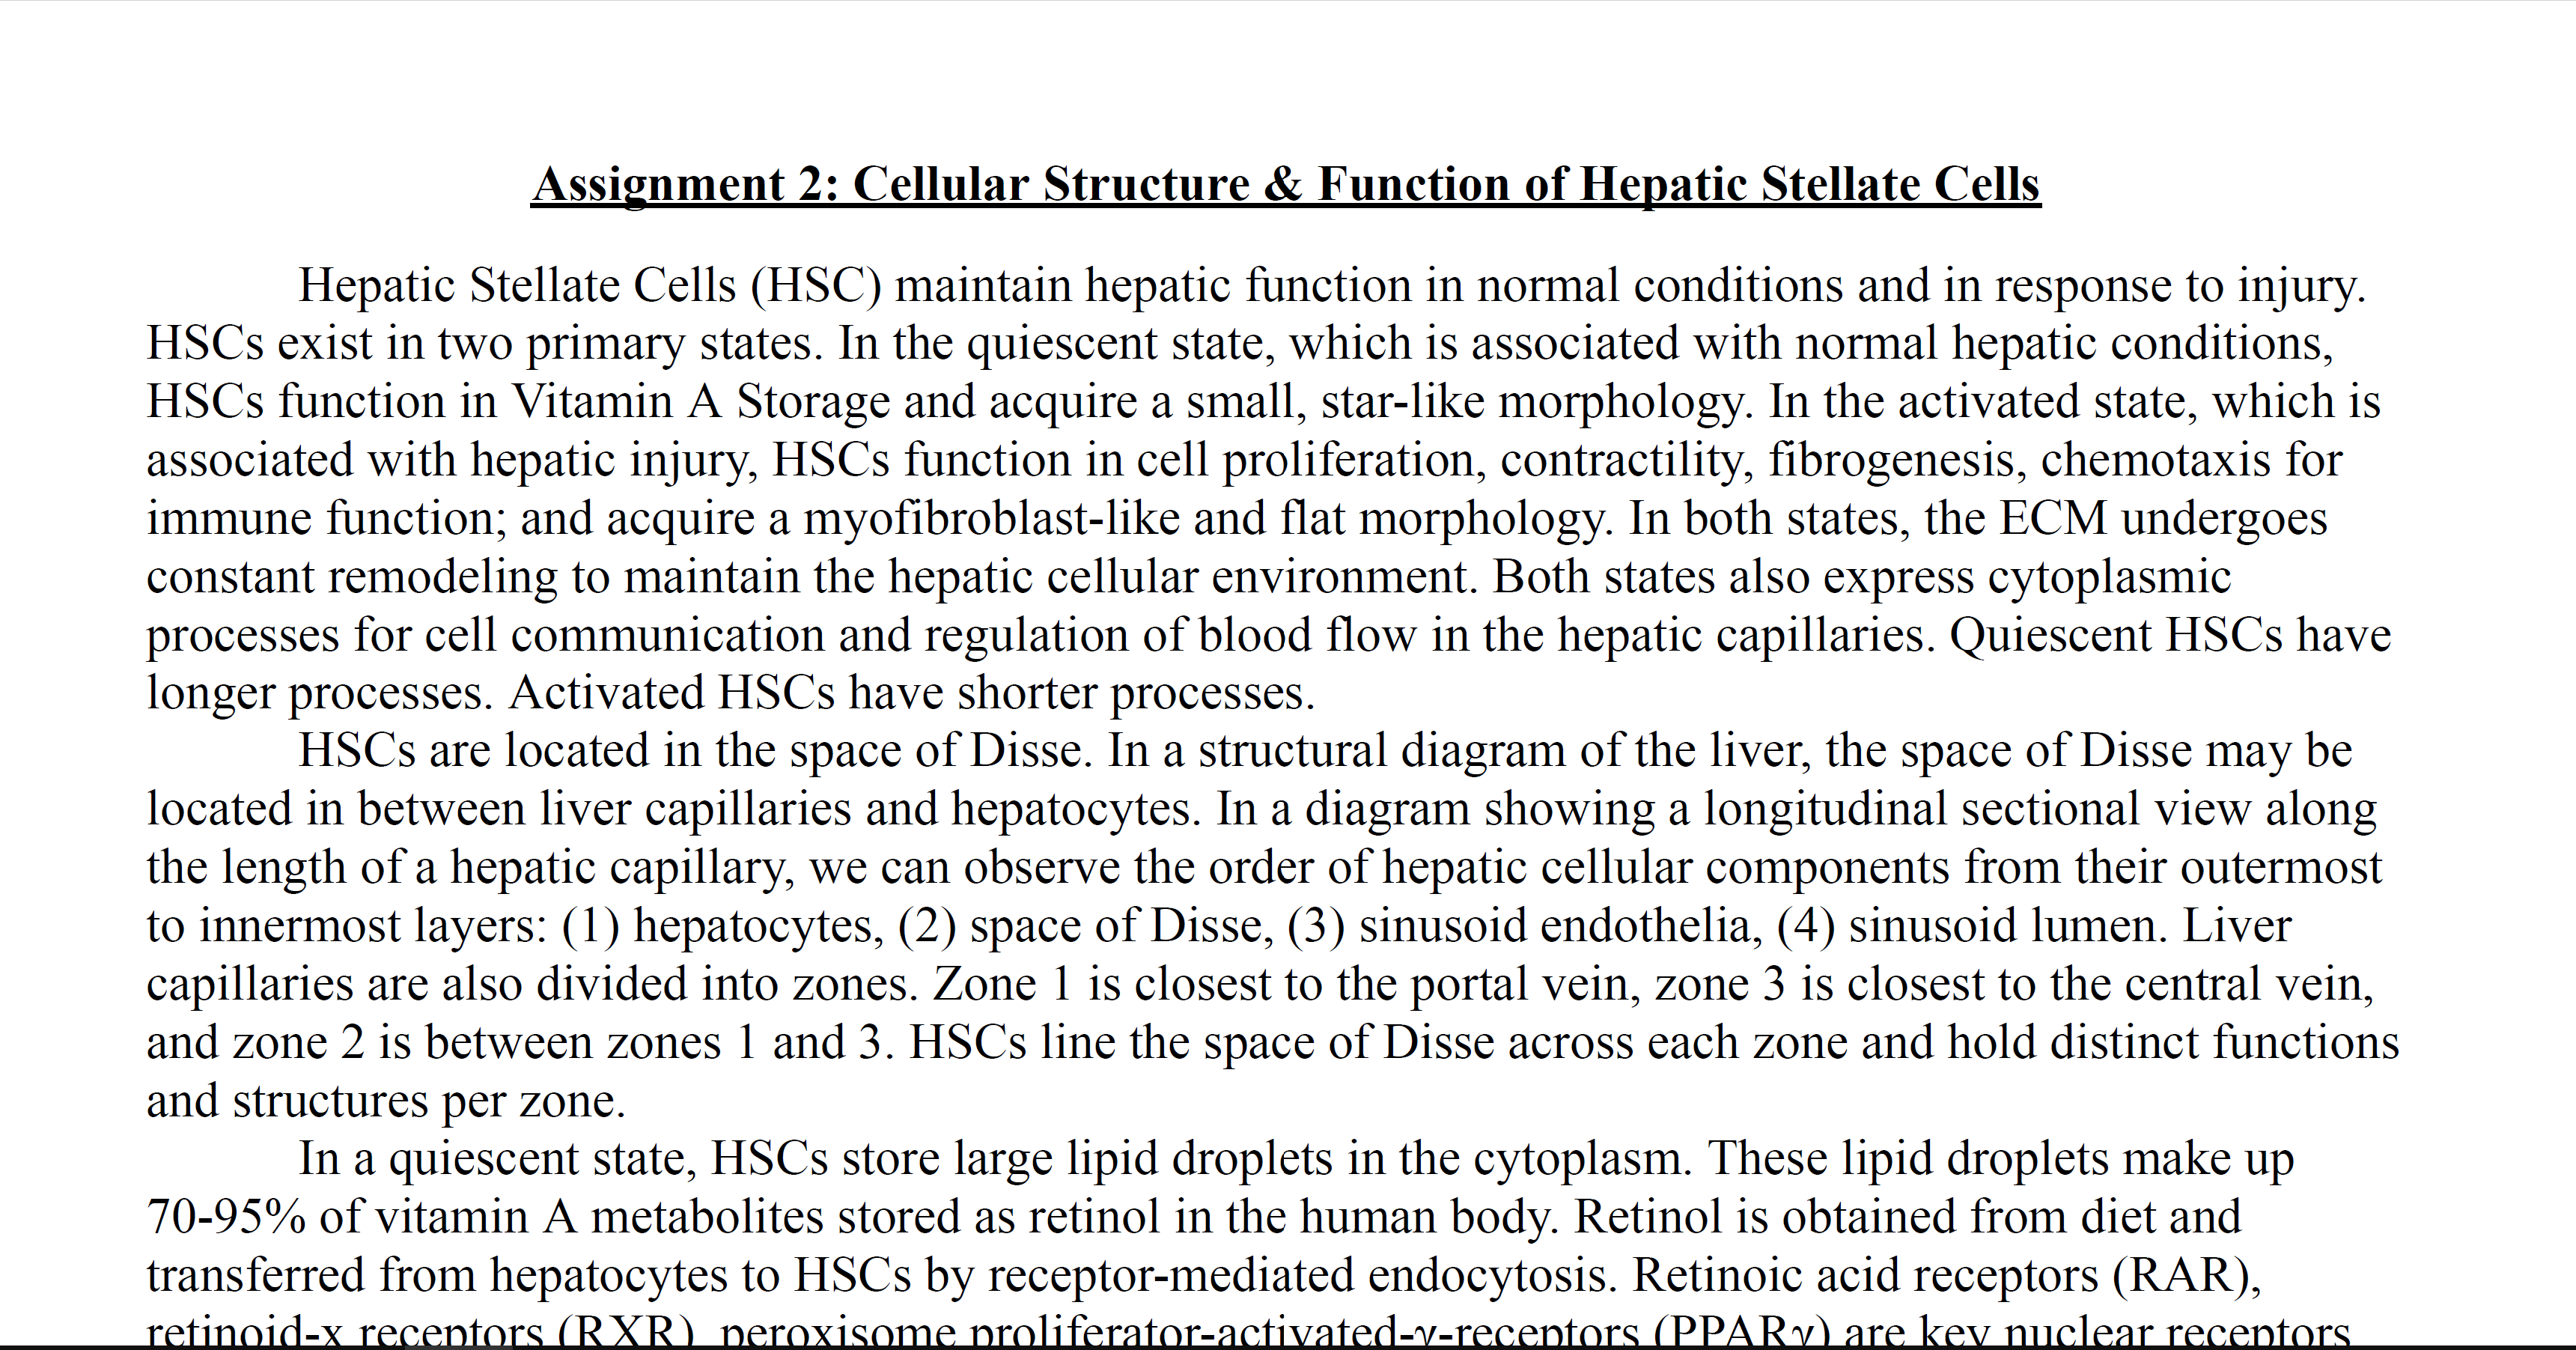 Assignment 2: Cellular Structure & Function of Hepatic Stellate Cells
Hepatic Stellate Cells (HSC) maintain hepatic function in normal conditions and in response to injury.
HSCs exist in two primary states. In the quiescent state, which is associated with normal hepatic conditions,
HSCs function in Vitamin A Storage and acquire a small, star-like morphology. In the activated state, which is
associated with hepatic injury, HSCs function in cell proliferation, contractility, fibrogenesis, chemotaxis for
immune function; and acquire a myofibroblast-like and flat morphology. In both states, the ECM undergoes
constant remodeling to maintain the hepatic cellular environment. Both states also express cytoplasmic
processes for cell communication and regulation of blood flow in the hepatic capillaries. Quiescent HSCs have
longer processes. Activated HSCs have shorter processes.
HSCs are located in the space of Disse. In a structural diagram of the liver, the space of Disse may be
located in between liver capillaries and hepatocytes. In a diagram showing a longitudinal sectional view along
the length of a hepatic capillary, we can observe the order of hepatic cellular components from their outermost
to innermost layers: (1) hepatocytes, (2) space of Disse, (3) sinusoid endothelia, (4) sinusoid lumen. Liver
capillaries are also divided into zones. Zone 1 is closest to the portal vein, zone 3 is closest to the central vein,
and zone 2 is between zones 1 and 3. HSCs line the space of Disse across each zone and hold distinct functions
and structures per zone.
In a quiescent state, HSCs store large lipid droplets in the cytoplasm. These lipid droplets make up
70-95% of vitamin A metabolites stored as retinol in the human body. Retinol is obtained from diet and
transferred from hepatocytes to HSCs by receptor-mediated endocytosis. Retinoic acid receptors (RAR),
retinoid-x receptors (RXR), peroxisome proliferator-activated-γ-receptors (PPARγ) are key nuclear receptors